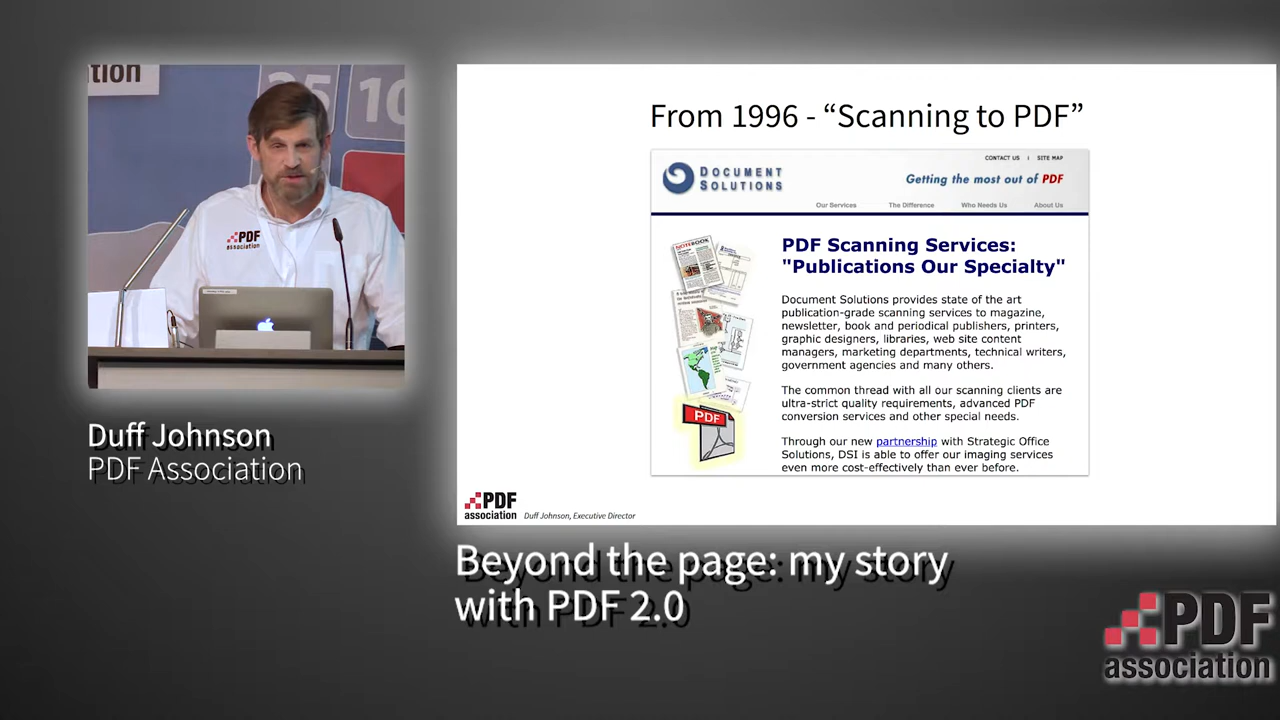 tion
25
10
PDF
association
Duff Johnson
PDF Association
From 1996 - “Scanning to PDF”
DOCUMENT
SOLUTIONS
CONTACT US | SITE MAP
Getting the most out of PDF
Our Services The Difference Who Needs Us About Us
NOTEBOOK
PDF
PDF Scanning Services:
"Publications Our Specialty"
Document Solutions provides state of the art
publication-grade scanning services to magazine,
newsletter, book and periodical publishers, printers,
graphic designers, libraries, web site content
managers, marketing departments, technical writers,
government agencies and many others.
The common thread with all our scanning clients are
ultra-strict quality requirements, advanced PDF
conversion services and other special needs.
Through our new partnership with Strategic Office
Solutions, DSI is able to offer our imaging services
even more cost-effectively than ever before.
PDF
association Duff Johnson, Executive Director
Beyond the page: my story
with PDF 2.0
PDF
association